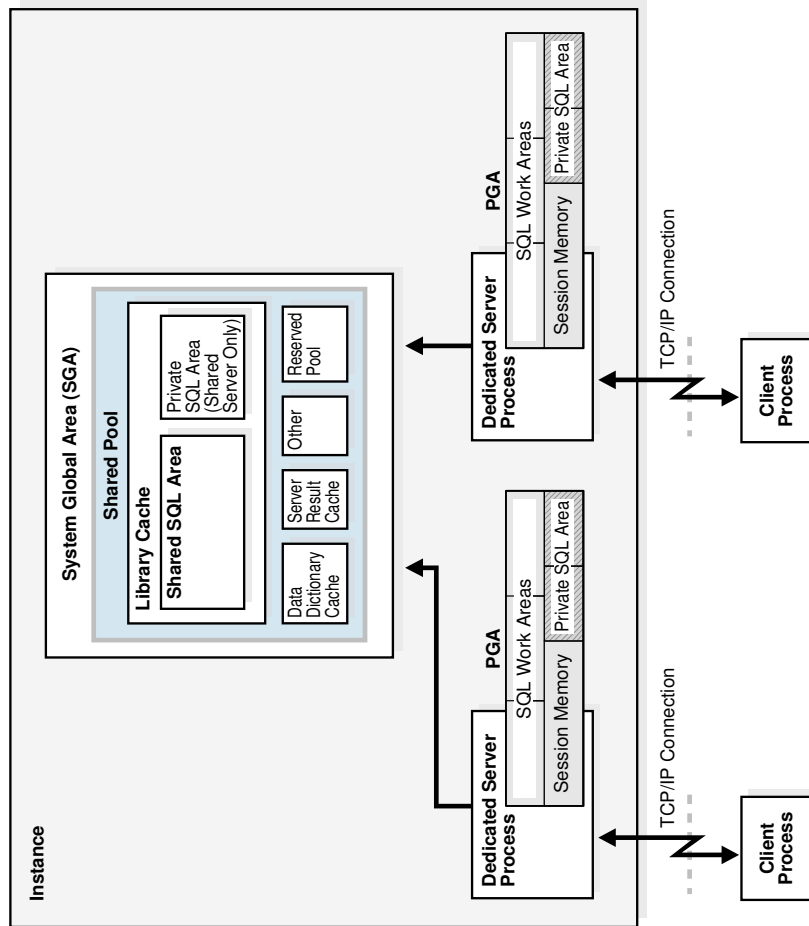 Instance
System Global Area (SGA)
Shared Pool
Library Cache
Shared SQL Area
Private
SQL Area
(Shared
Server Only)
Data
Dictionary
Cache
Server
Result
Cache
Other
Reserved
Pool
Dedicated Server
Process
PGA
SQL Work Areas
Session Memory
Private SQL Area
Dedicated Server
Process
PGA
SQL Work Areas
Session Memory
Private SQL Area
TCP/IP Connection
TCP/IP Connection
Client
Process
Client
Process